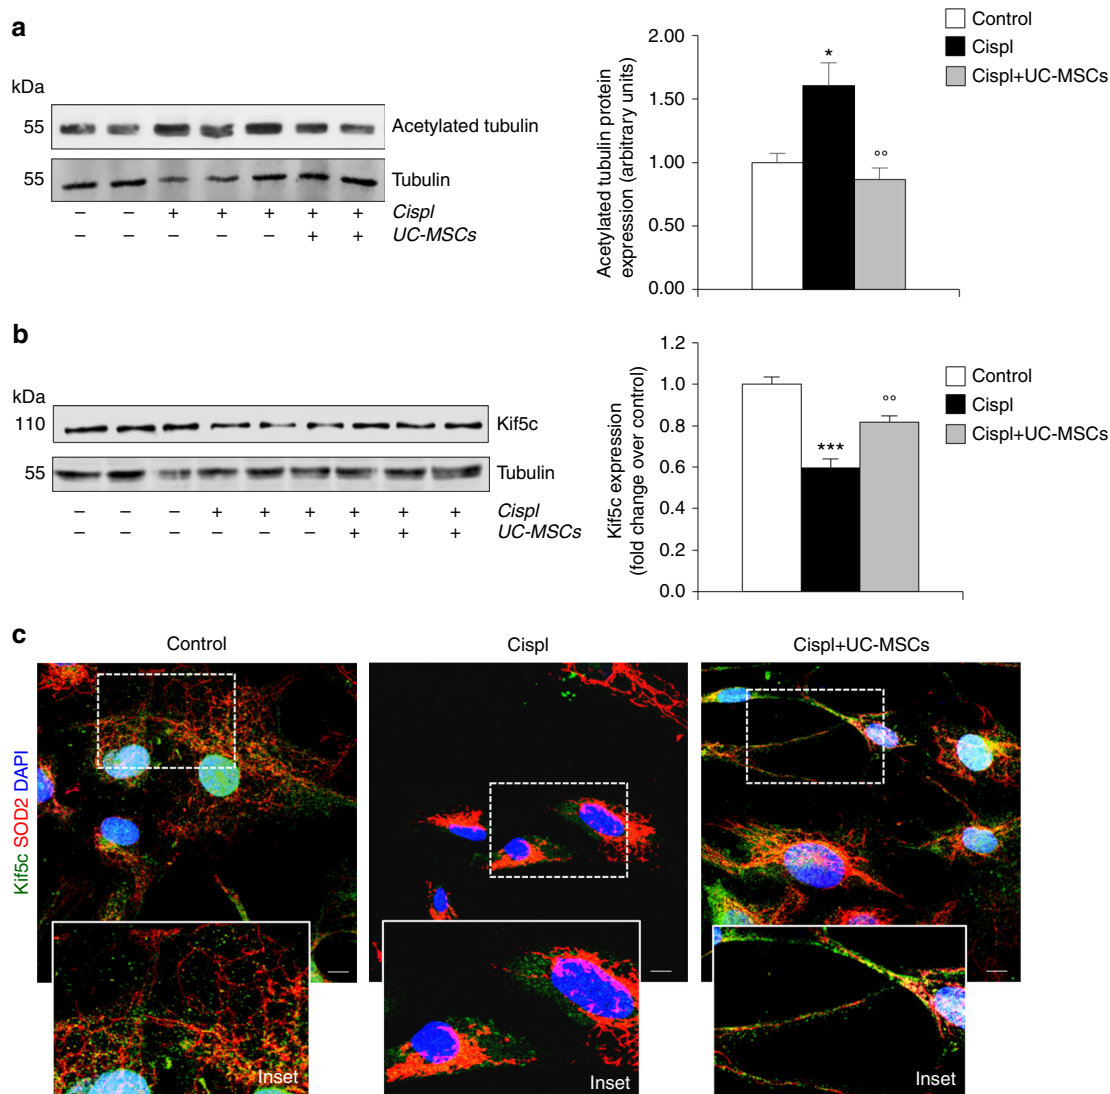 a
kDa
55
Acetylated tubulin
55
Tubulin
– – + + + + + Cispl
– – – – – + + UC-MSCs
Acetylated tubulin protein
expression (arbitrary units)
2.00
1.50
1.00
0.50
0.00
*
°°
Control
Cispl
Cispl+UC-MSCs
b
kDa
110
Kif5c
55
Tubulin
– – – + + + + + + Cispl
– – – – – – + + + UC-MSCs
Kif5c expression
(fold change over control)
1.2
1.0
0.8
0.6
0.4
0.2
0.0
***
°°
Control
Cispl
Cispl+UC-MSCs
c
Control
Cispl
Cispl+UC-MSCs
Kif5c SOD2 DAPI
Inset
Inset
Inset